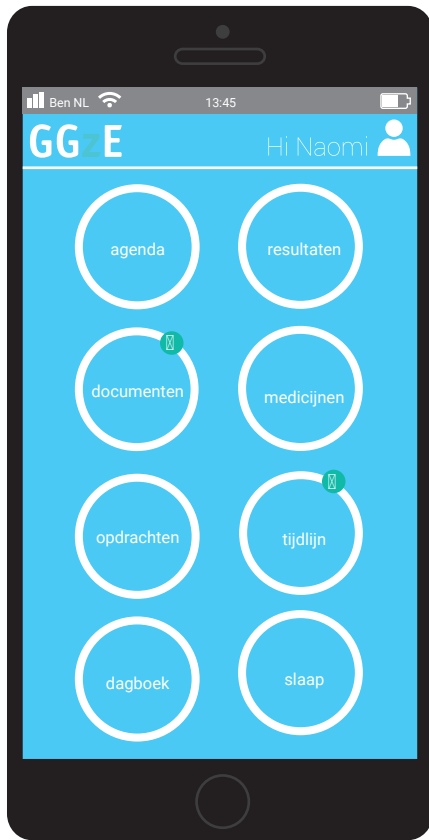 Ben NL 13:45
GGzE Hi Naomi
agenda resultaten
documenten medicijnen
opdrachten tijdlijn
dagboek slaap